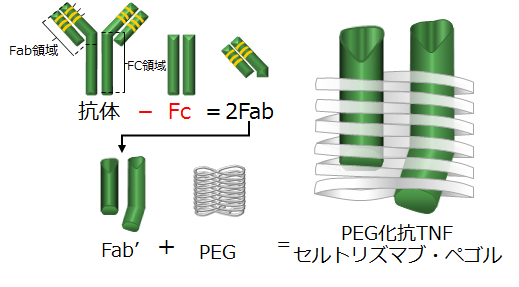 Fab領域
FC領域
抗体 － Fc ＝2Fab
Fab’ ＋ PEG ＝
PEG化抗TNF
セルトリズマブ・ペゴル